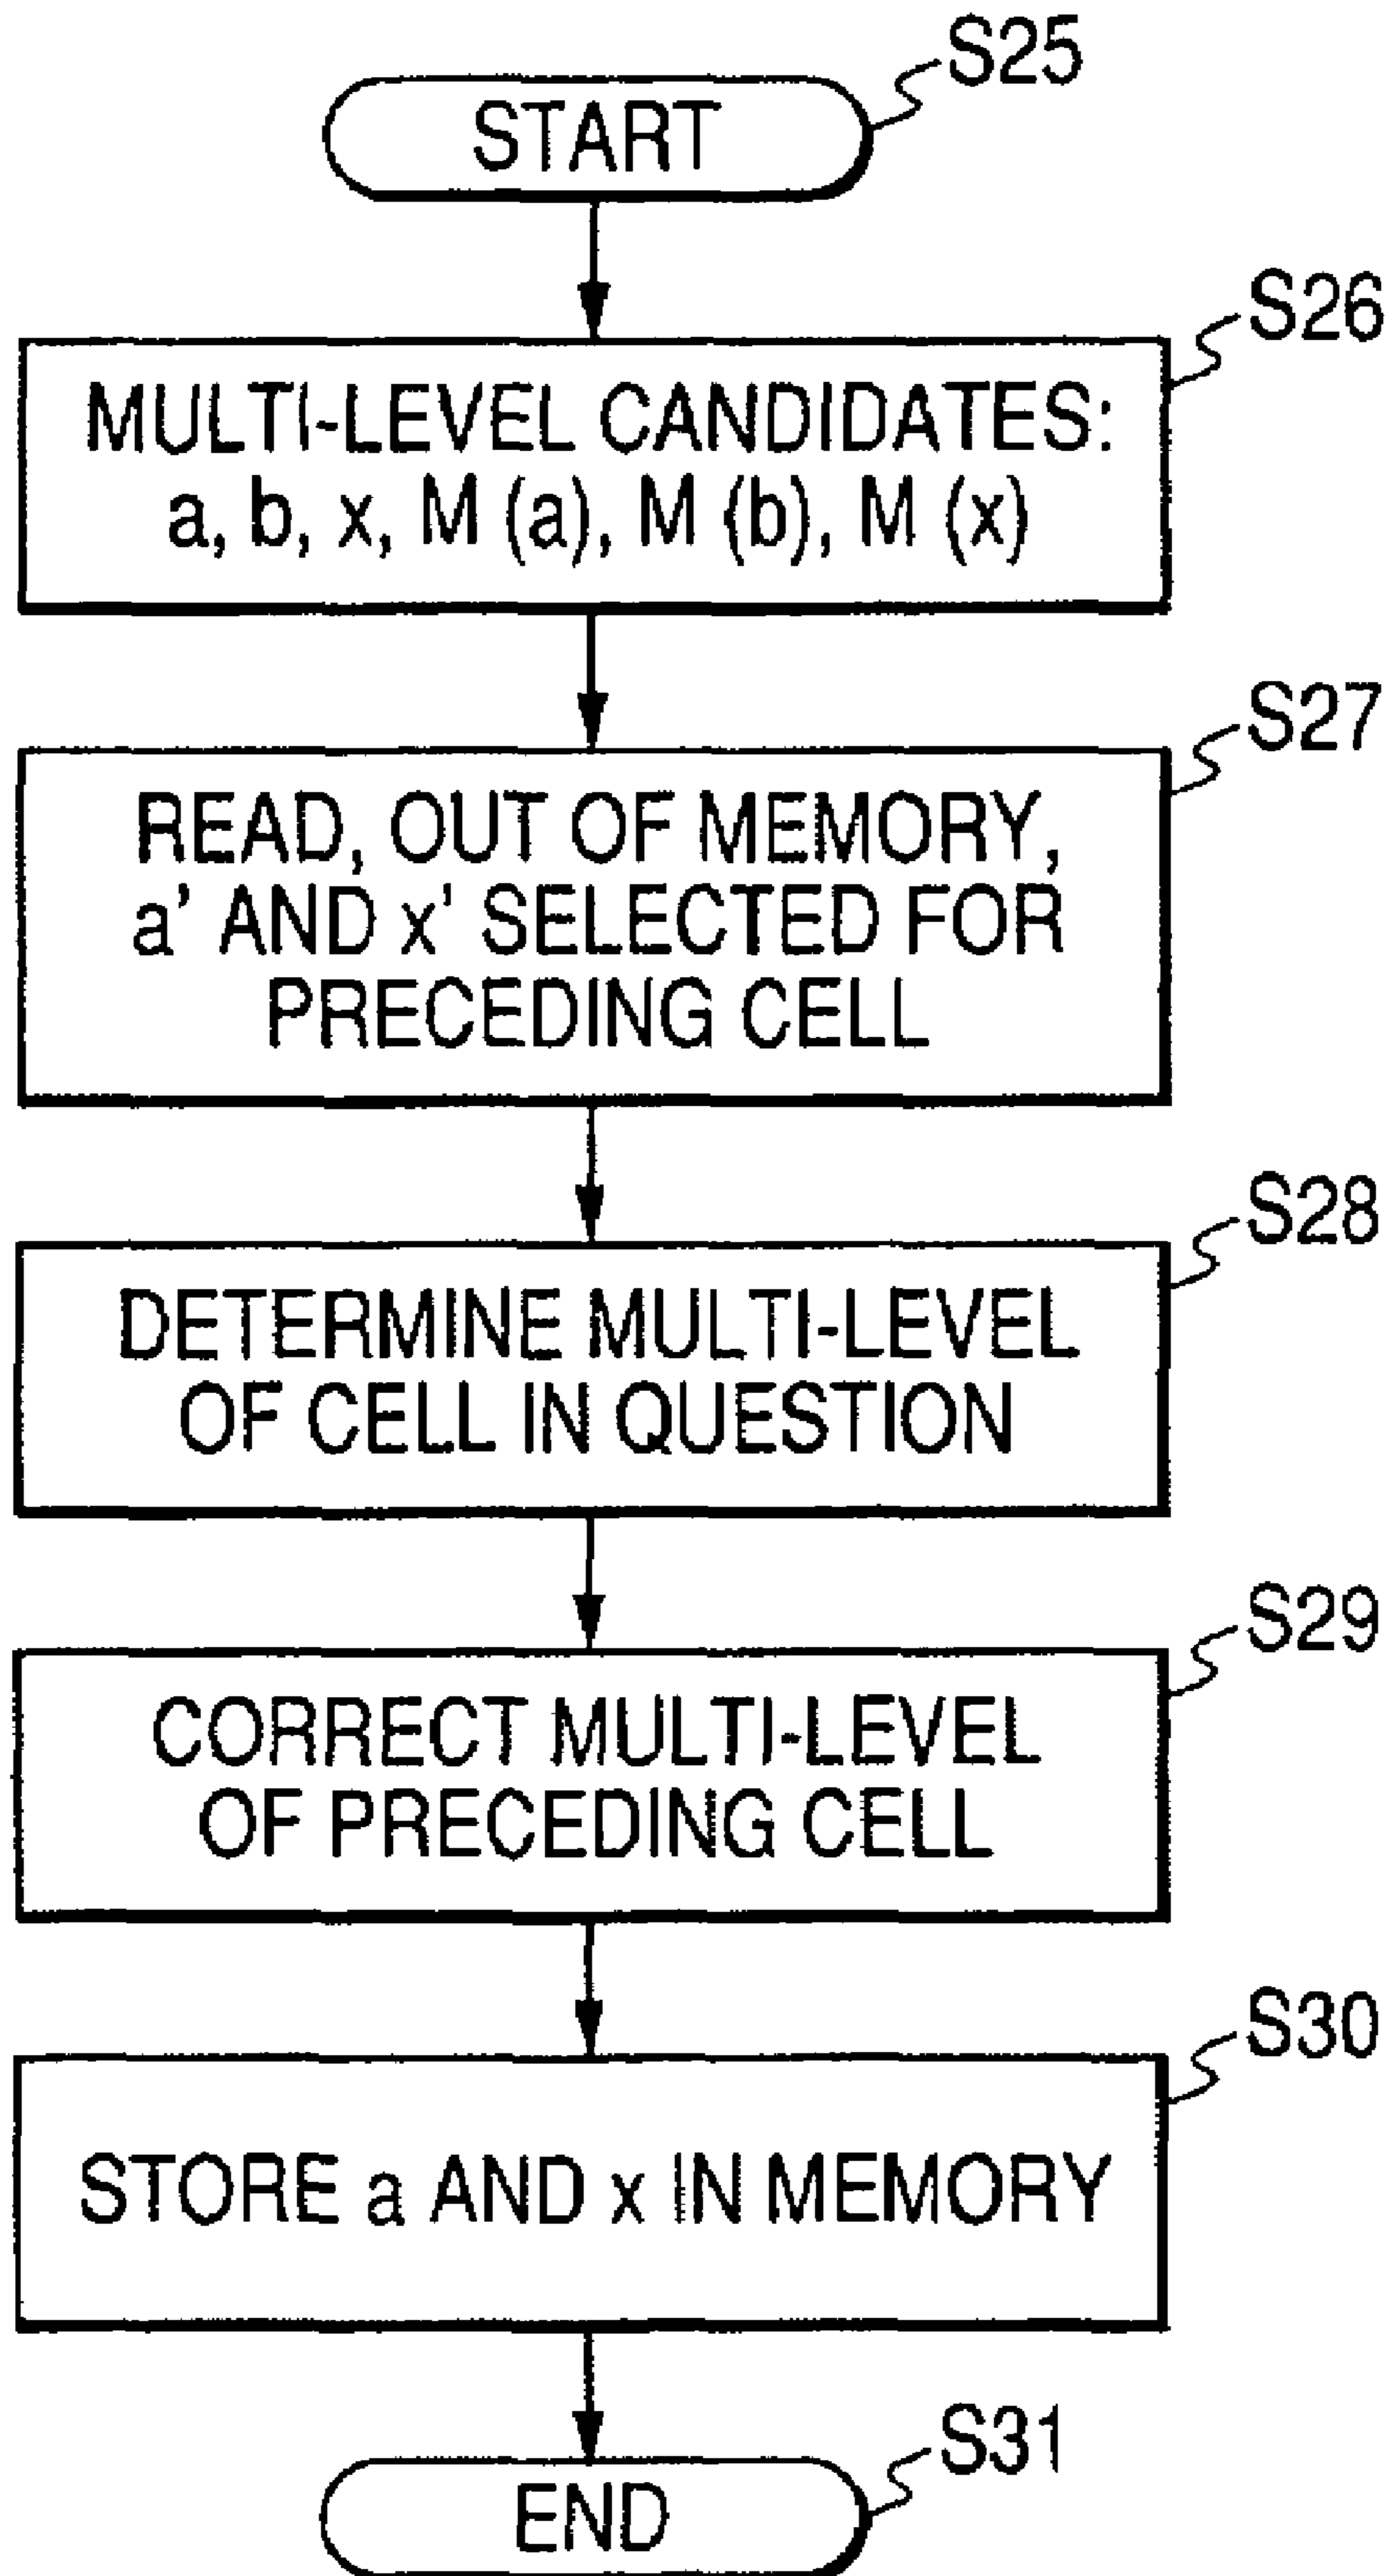 S25
START
S26
MULTI-LEVEL CANDIDATES:
a, b, x, M (a), M (b), M (x)
S27
READ, OUT OF MEMORY,
a' AND x' SELECTED FOR
PRECEDING CELL
S28
DETERMINE MULTI-LEVEL
OF CELL IN QUESTION
S29
CORRECT MULTI-LEVEL
OF PRECEDING CELL
S30
STORE a AND x IN MEMORY
S31
END